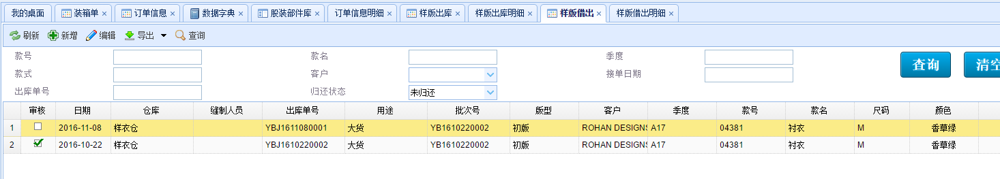 我的桌面 装箱单 × 订单信息 × 数据字典 × 股装部件库 × 订单信息明细 × 样版出库 × 样版出库明细 × 样版借出 × 样版借出明细 ×
刷新 新增 编辑 导出 查询
款号 款名 季度
款式 客户 接单日期
查询 清空
出库单号 归还状态 未归还
审核 日期 仓库 缝制人员 出库单号 用途 批次号 版型 客户 季度 款号 款名 尺码 颜色
1 2016-11-08 样衣仓 YBJ1611080001 大货 YB1610220002 初版 ROHAN DESIGNS A17 04381 衬衣 M 香草绿
2 2016-10-22 样衣仓 YBJ1610220002 大货 YB1610220002 初版 ROHAN DESIGNS A17 04381 衬衣 M 香草绿